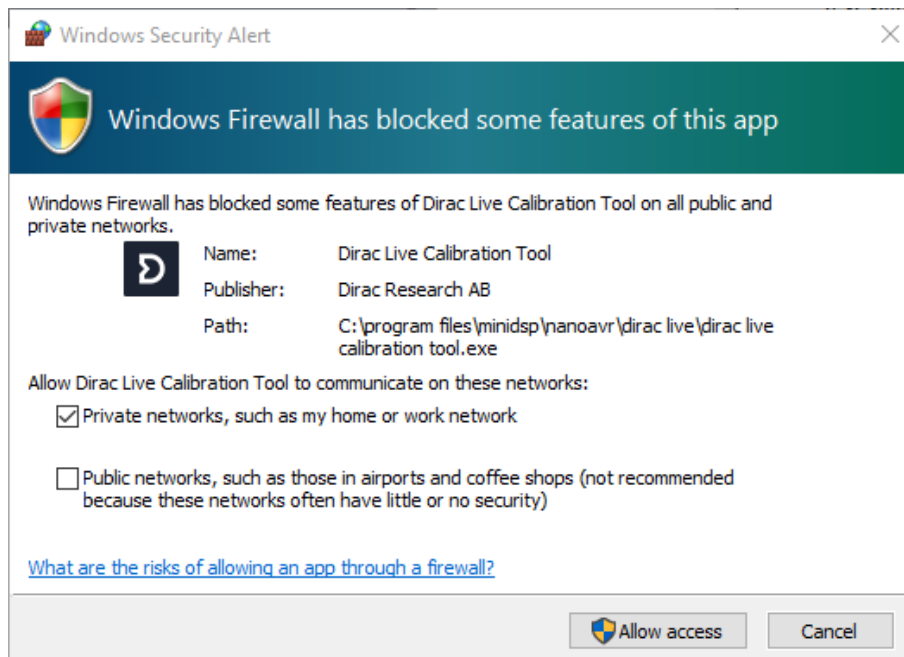 Windows Security Alert
Windows Firewall has blocked some features of this app
Windows Firewall has blocked some features of Dirac Live Calibration Tool on all public and
private networks.
Name: Dirac Live Calibration Tool
Publisher: Dirac Research AB
Path: C:\program files\minidsp\nanoavr\dirac live\dirac live
calibration tool.exe
Allow Dirac Live Calibration Tool to communicate on these networks:
Private networks, such as my home or work network
Public networks, such as those in airports and coffee shops (not recommended
because these networks often have little or no security)
What are the risks of allowing an app through a firewall?
Allow access Cancel